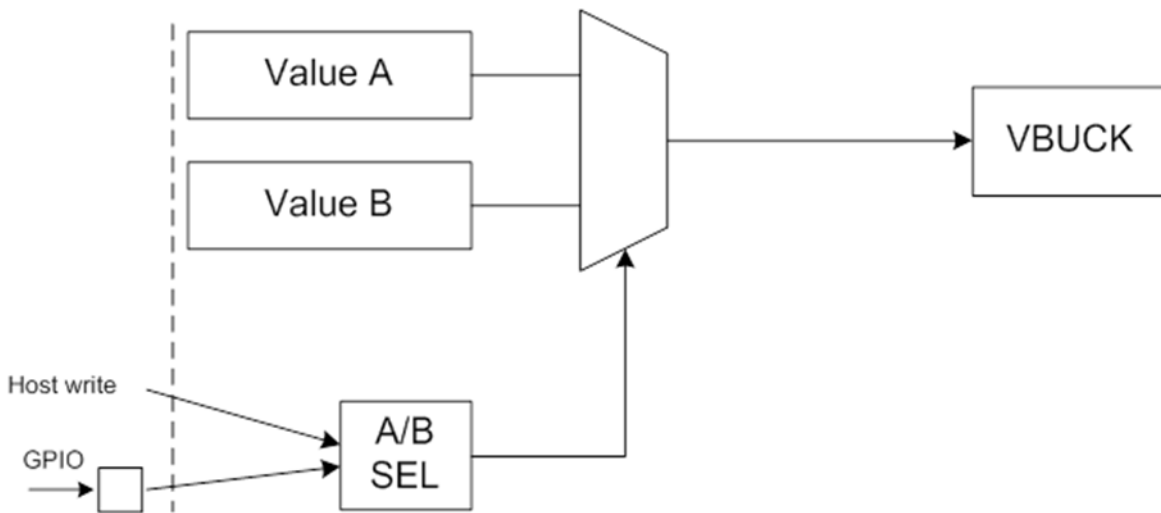 Value A
VBUCK
Value B
Host write
A/B
SEL
GPIO